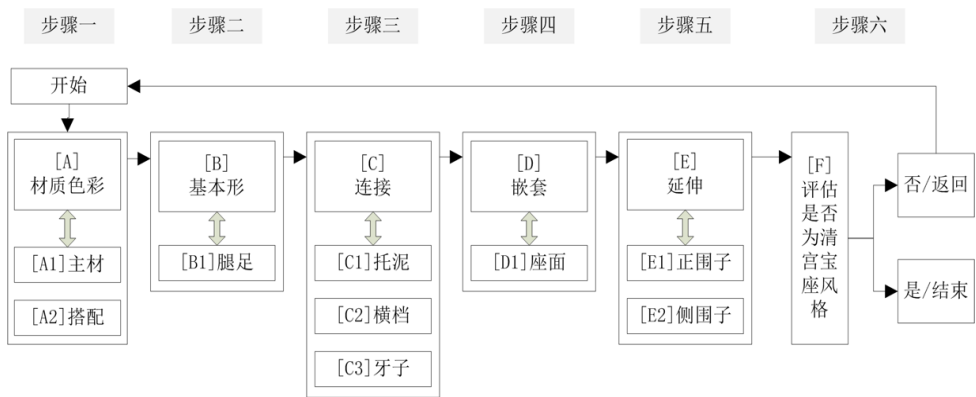 步骤一
步骤二
步骤三
步骤四
步骤五
步骤六
开始
[A]
材质色彩
[A1]主材
[A2]搭配
[B]
基本形
[B1]腿足
[C]
连接
[C1]托泥
[C2]横档
[C3]牙子
[D]
嵌套
[D1]座面
[E]
延伸
[E1]正围子
[E2]侧围子
[F]
评估
是否
为清
宫宝
座风
格
否/返回
是/结束